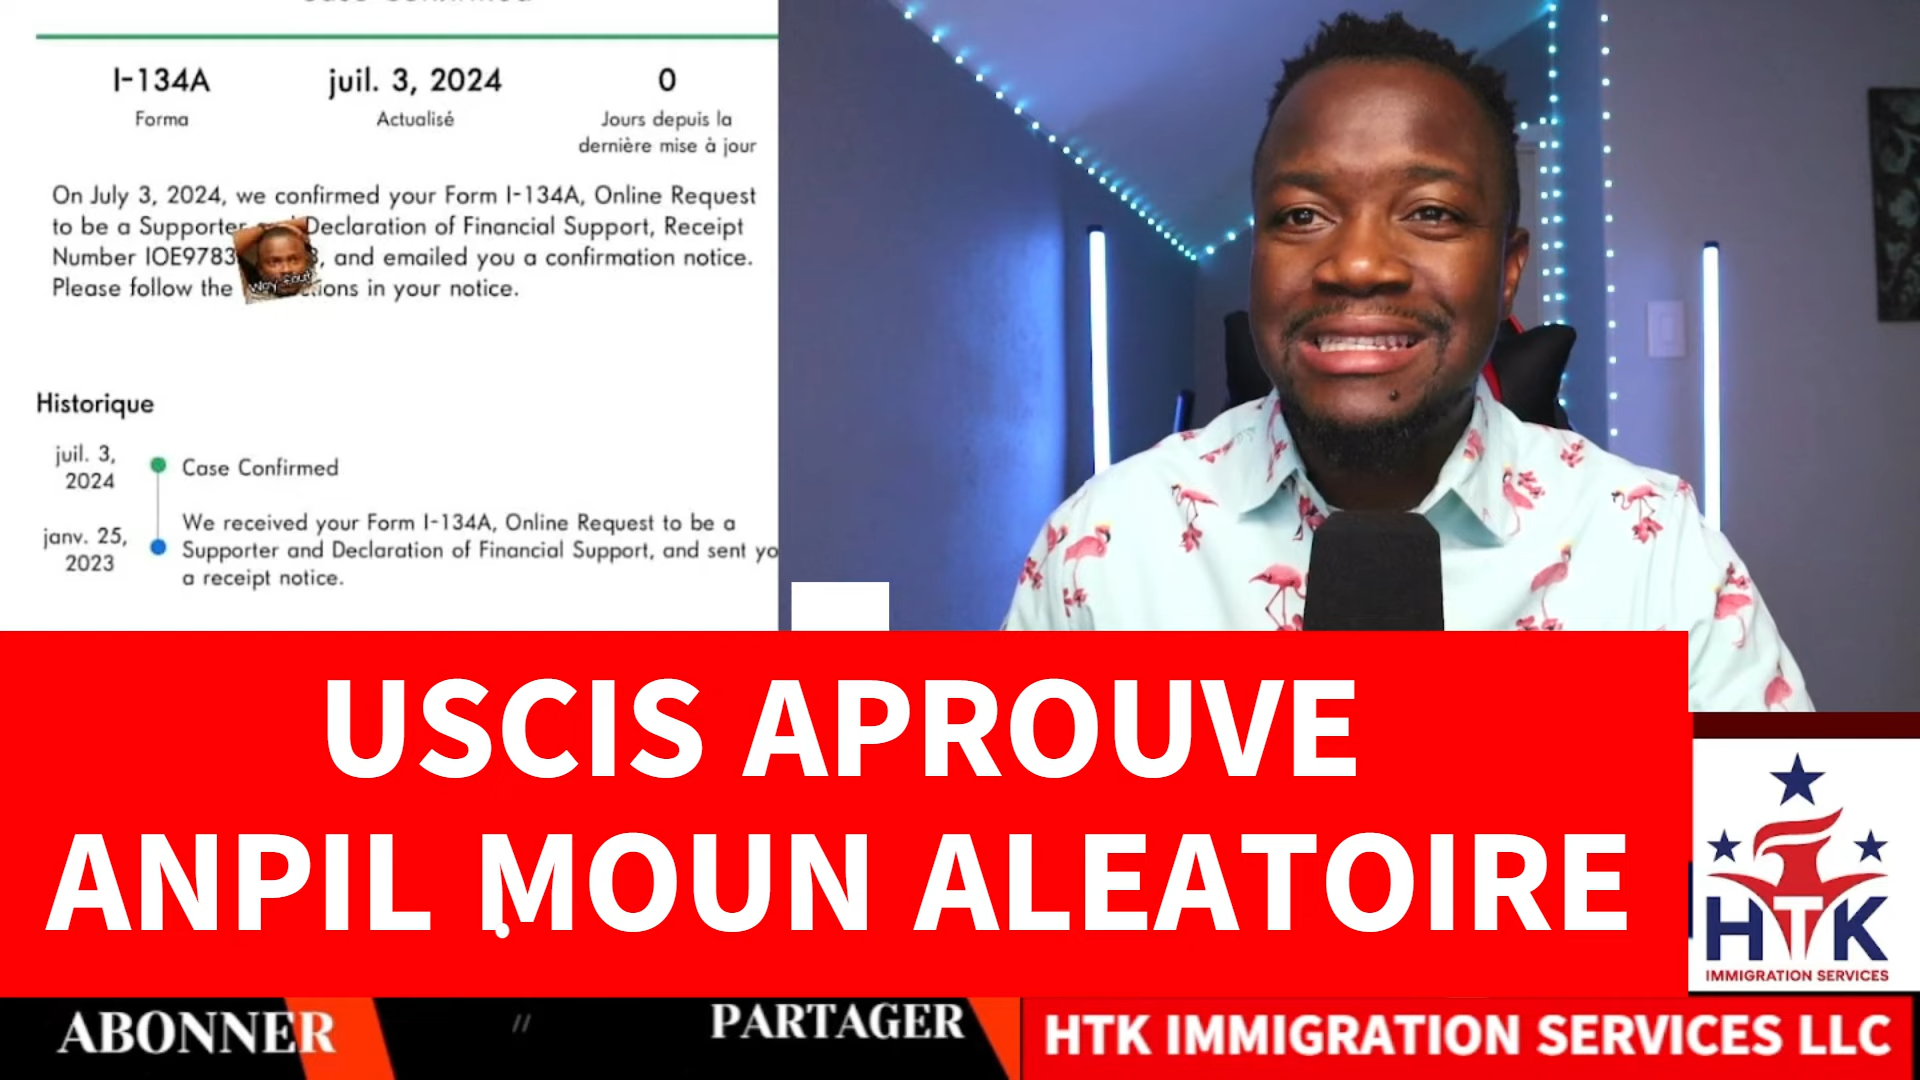 I-134A
Forma
juil. 3, 2024
Actualisé
0
Jours depuis la
dernière mise à jour
On July 3, 2024, we confirmed your Form I-134A, Online Request
to be a Supporter Declaration of Financial Support, Receipt
Number IOE9783 3, and emailed you a confirmation notice.
Please follow the in your notice.
Historique
juil. 3,
2024
Case Confirmed
janv. 25,
2023
We received your Form I-134A, Online Request to be a
Supporter and Declaration of Financial Support, and sent yo
a receipt notice.
USCIS APROUVE
ANPIL MOUN ALEATOIRE
HTK
IMMIGRATION SERVICES
ABONNER
//
PARTAGER
HTK IMMIGRATION SERVICES LLC